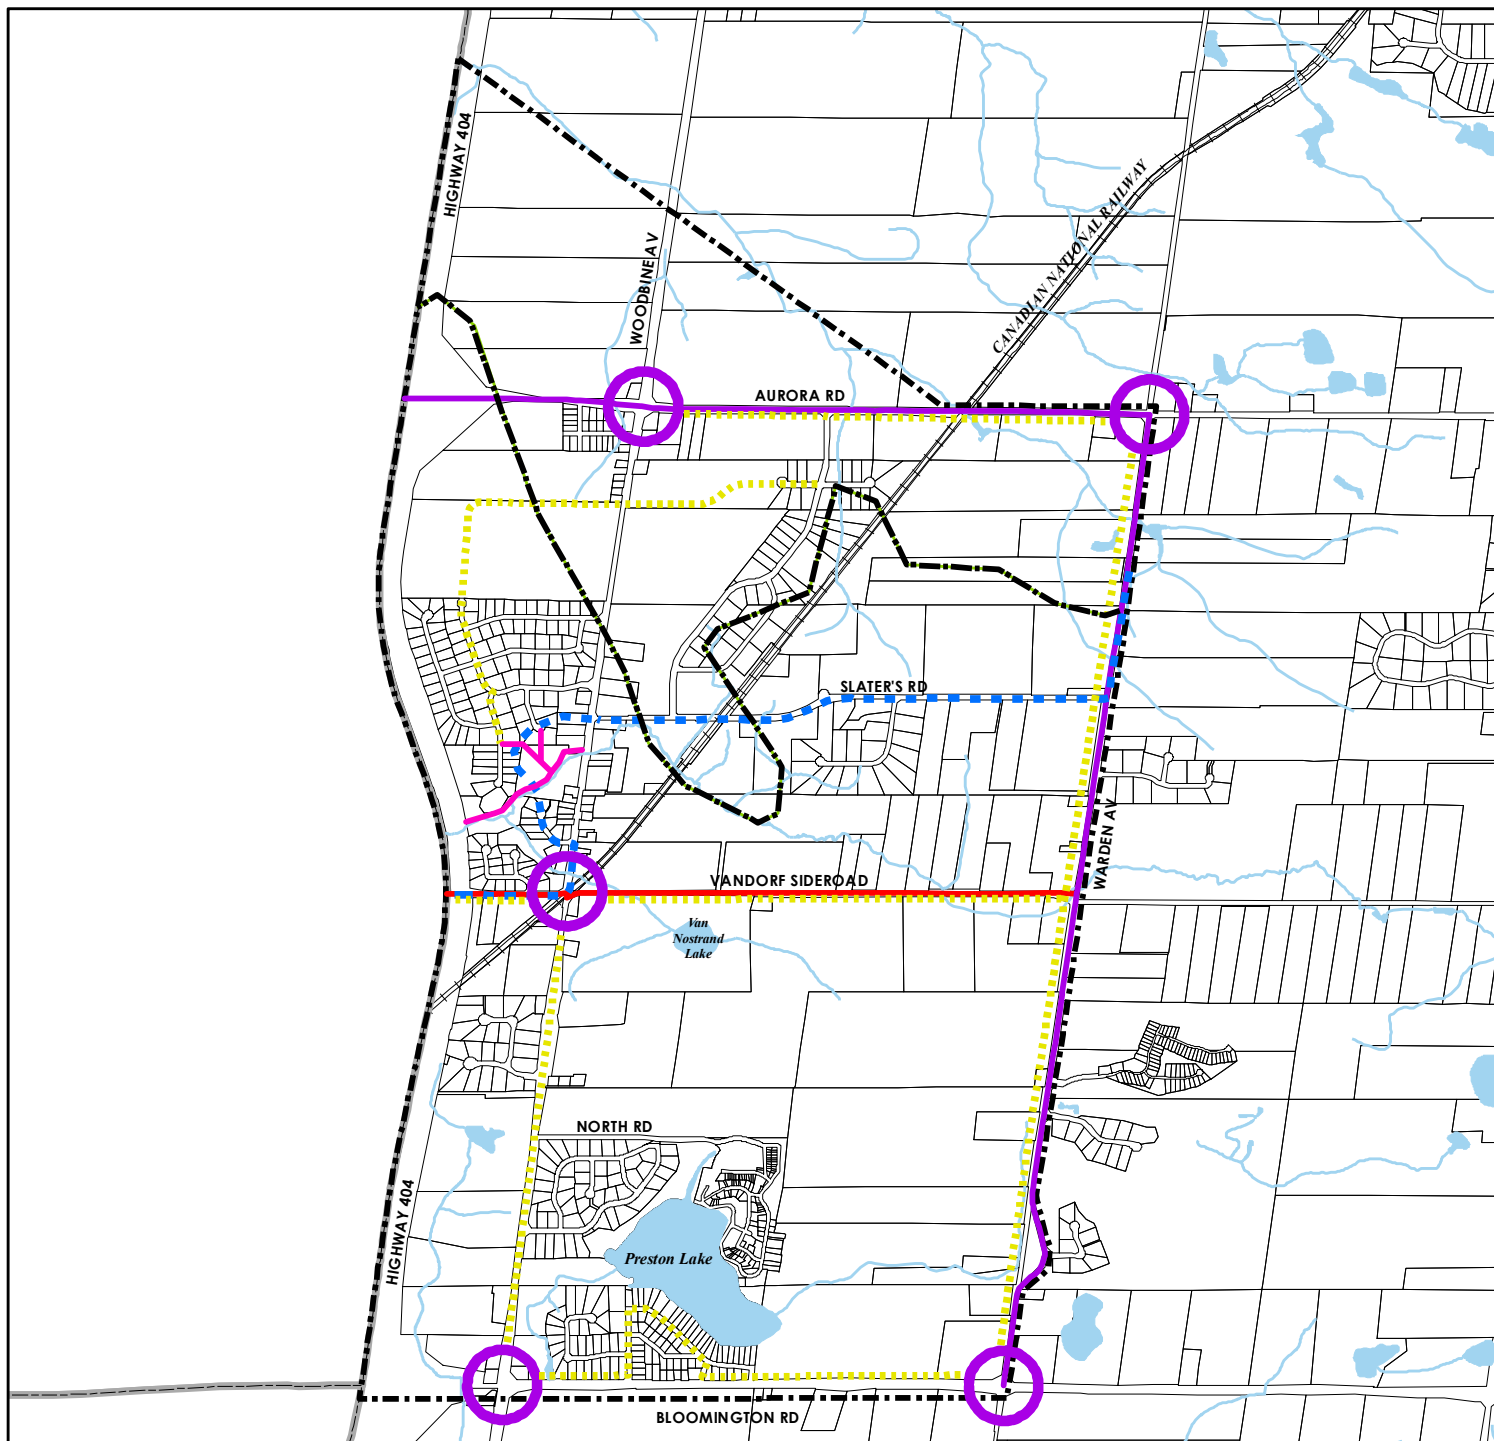 HIGHWAY 404
CANADIAN NATIONAL RAILWAY
WOODBINE AV
AURORA RD
SLATER'S RD
WARDEN AV
VANDORF SIDEROAD
Van
Nostrand
Lake
NORTH RD
HIGHWAY 404
Preston Lake
BLOOMINGTON RD